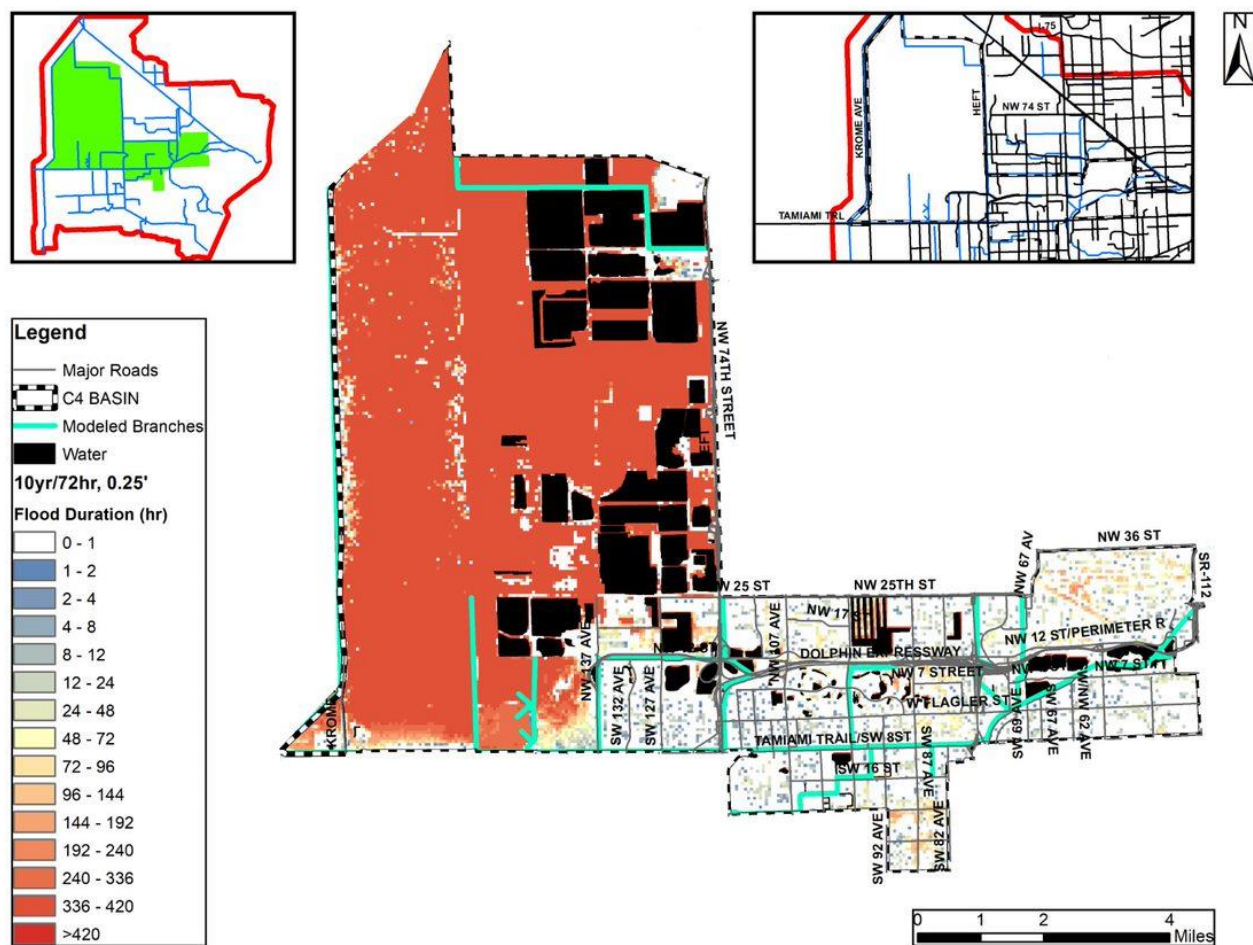 I-75
N
NW 74 ST
HEFT
KROME AVE
TAMIAMI TRL
Legend
Major Roads
C4 BASIN
Modeled Branches
Water
10yr/72hr, 0.25'
Flood Duration (hr)
0 - 1
1 - 2
2 - 4
4 - 8
8 - 12
12 - 24
24 - 48
48 - 72
72 - 96
96 - 144
144 - 192
192 - 240
240 - 336
336 - 420
>420
NW 74TH STREET
NW 36 ST
SR-112
NW 67 AV
W 25 ST
NW 25TH ST
NW 17 S
NW 12 ST/PERIMETER R
NW 137 AVE
NW 107 AVE
DOLPHIN EXPRESSWAY
NW 7 STREET
NW 7 ST
SW 132 AVE
SW 127 AVE
W FLAGLER ST
SW 69 AVE
SW 67 AVE
SW/NW 62 AVE
KROME
TAMIAMI TRAIL/SW 8ST
SW 87 AVE
SW 16 ST
SW 92 AVE
SW 82 AVE
0 1 2 4
Miles